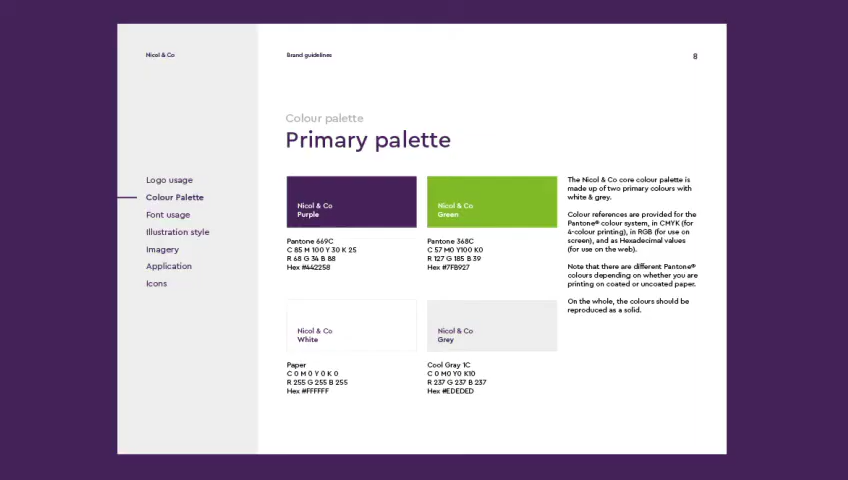 Nicol & Co
Brand guidelines
8
Colour palette
Primary palette
Logo usage
Colour Palette
Font usage
Illustration style
Imagery
Application
Icons
Nicol & Co
Purple
Pantone 669C
C 85 M 100 Y 30 K 25
R 68 G 34 B 88
Hex #442258
Nicol & Co
Green
Pantone 368C
C 57 M0 Y100 K0
R 127 G 185 B 39
Hex #7FB927
Nicol & Co
White
Paper
C 0 M 0 Y 0 K 0
R 255 G 255 B 255
Hex #FFFFFF
Nicol & Co
Grey
Cool Gray 1C
C 0 M0 Y0 K10
R 237 G 237 B 237
Hex #EDEDED
The Nicol & Co core colour palette is
made up of two primary colours with
white & grey.
Colour references are provided for the
Pantone® colour system, in CMYK (for
4-colour printing), in RGB (for use on
screen), and as Hexadecimal values
(for use on the web).
Note that there are different Pantone®
colours depending on whether you are
printing on coated or uncoated paper.
On the whole, the colours should be
reproduced as a solid.